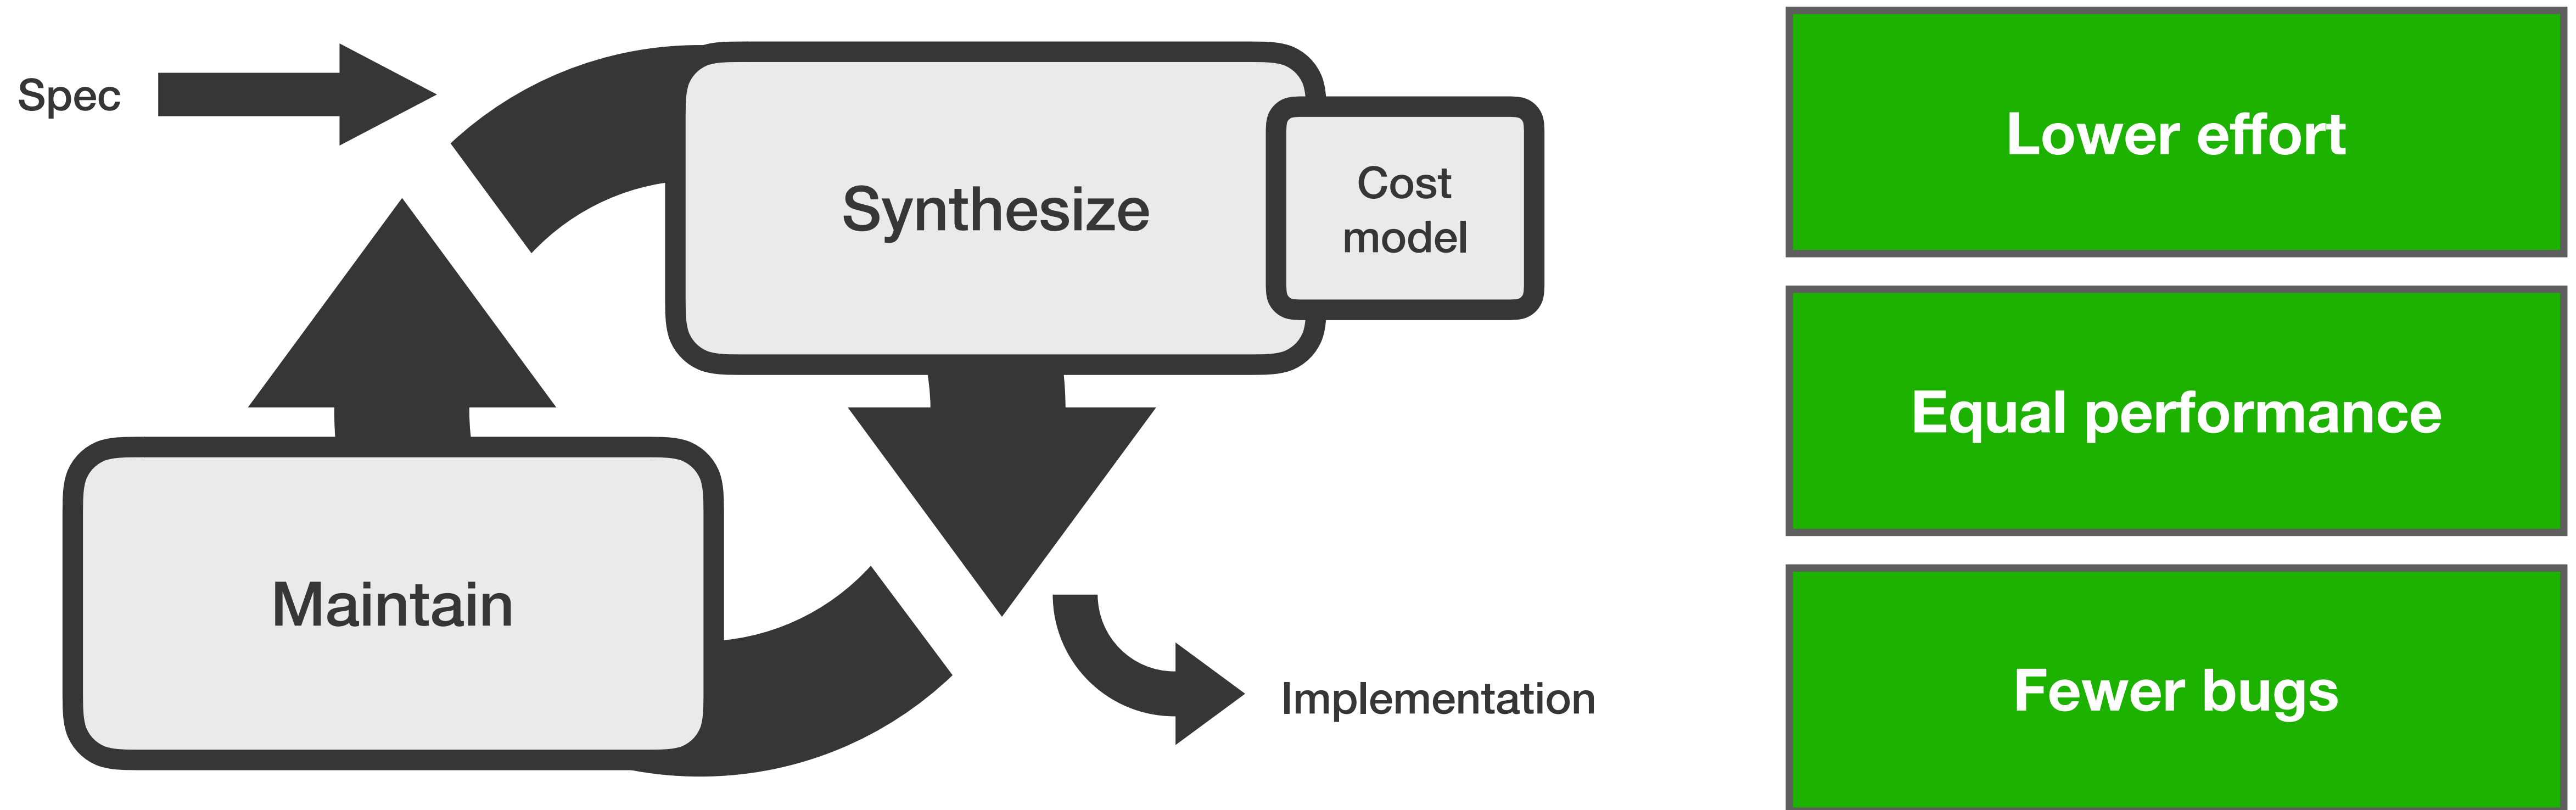 Spec
Synthesize
Cost
model
Maintain
Implementation
Lower effort
Equal performance
Fewer bugs